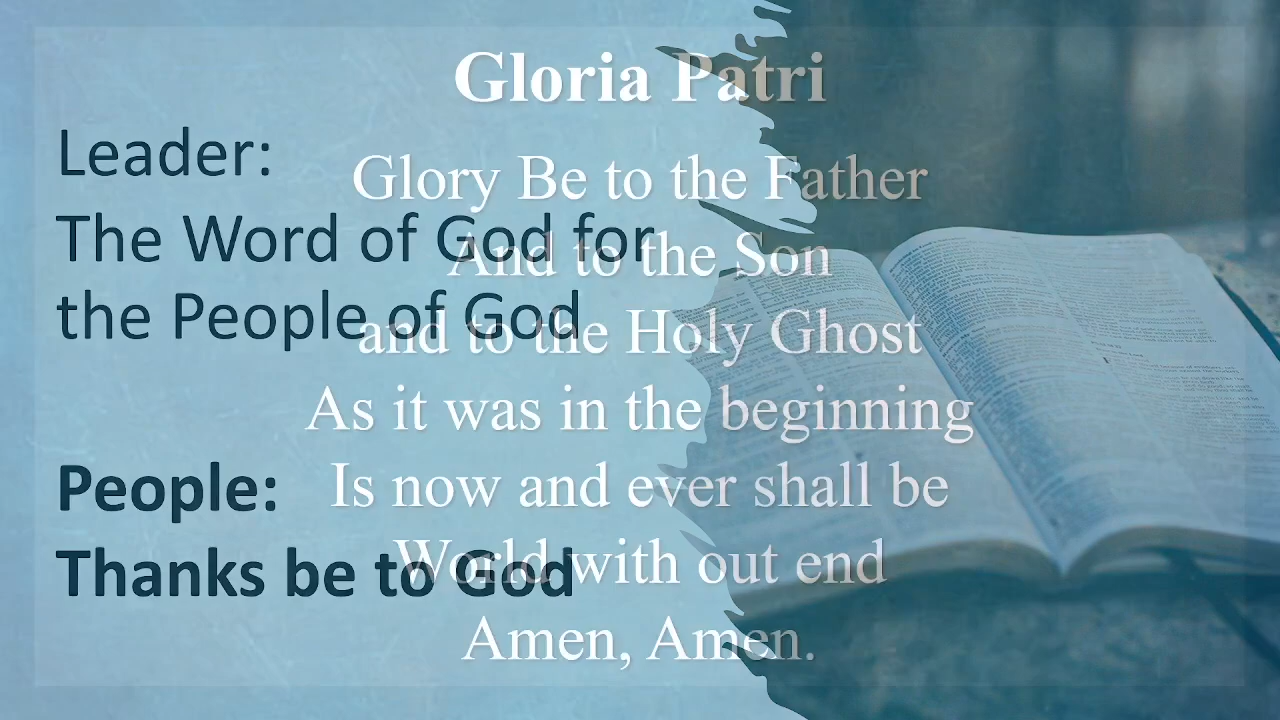 Gloria Patri
Leader:
The Word of God for
the People of God
People:
Thanks be to God
Glory Be to the Father
And to the Son
and to the Holy Ghost
As it was in the beginning
Is now and ever shall be
World with out end
Amen, Amen.